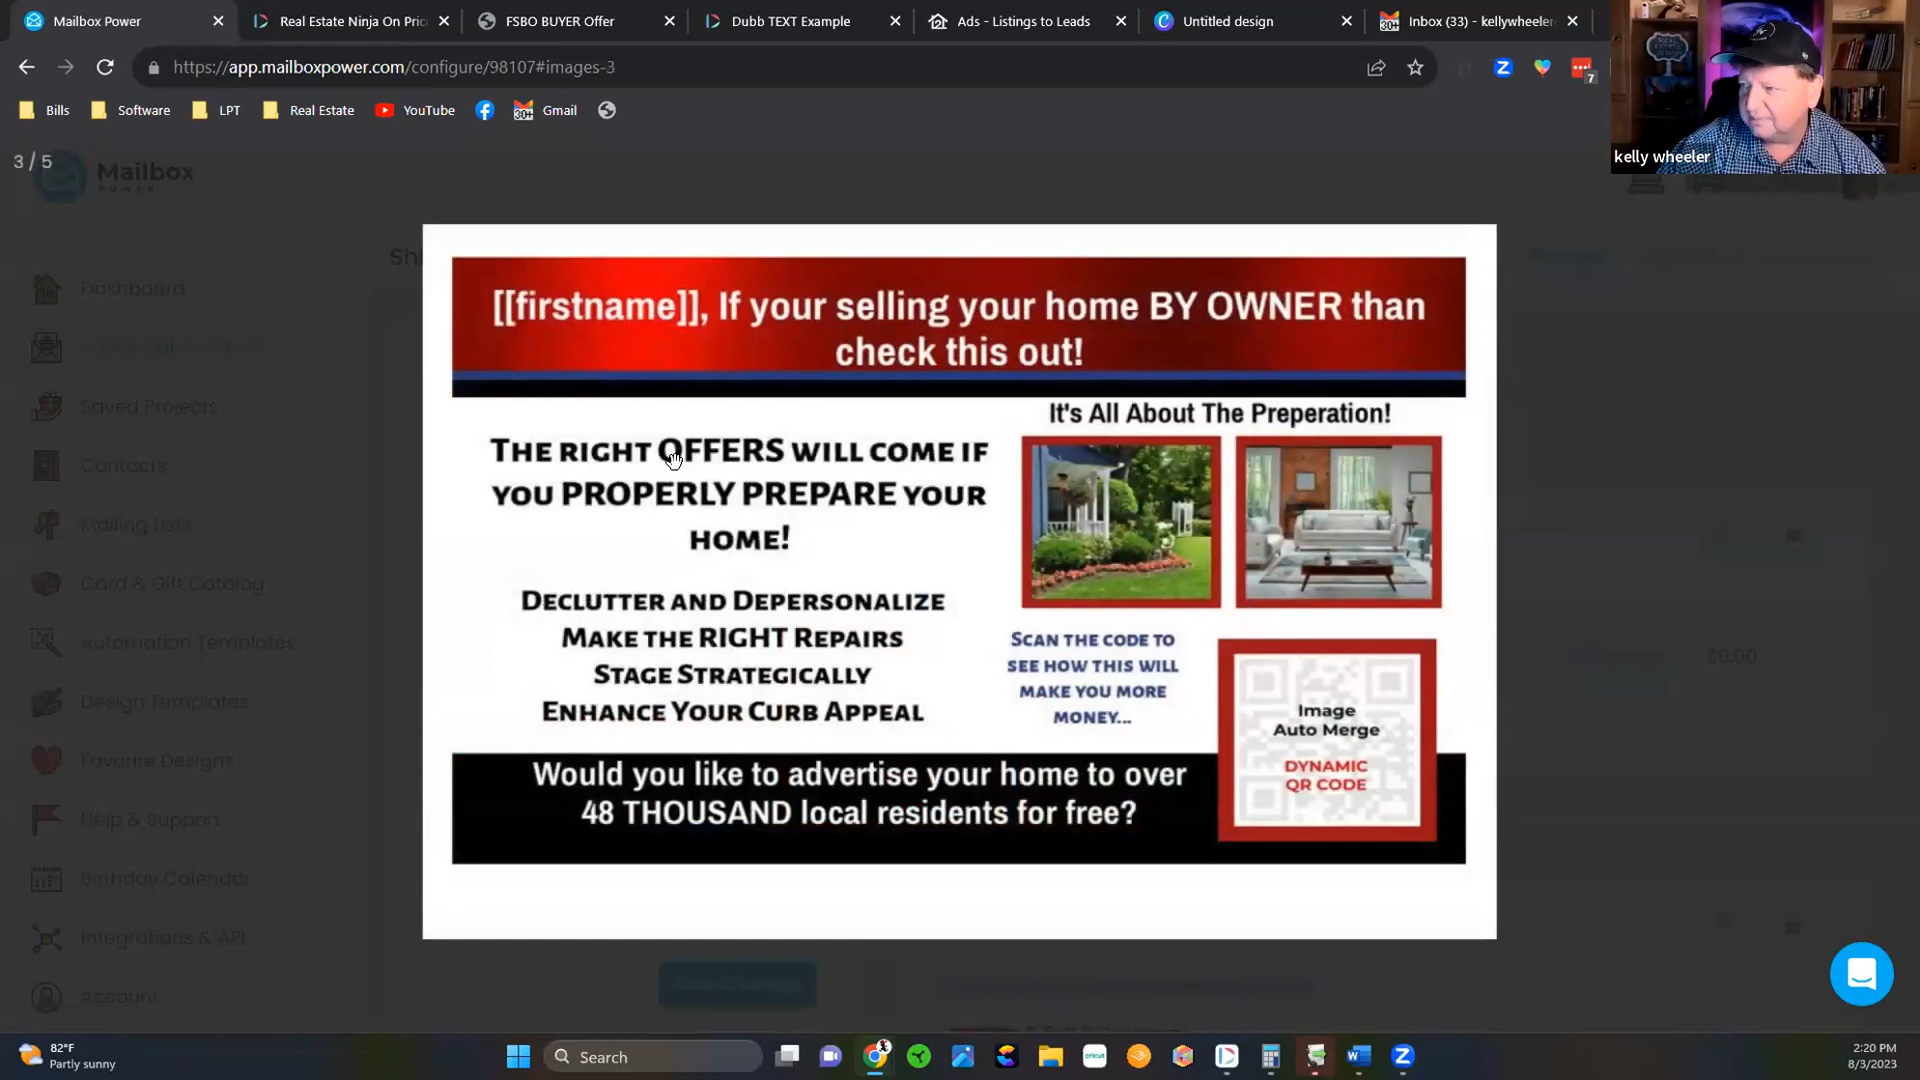 Mailbox Power
Real Estate Ninja On Pric
FSBO BUYER Offer
Dubb TEXT Example
Ads - Listings to Leads
Untitled design
Inbox (33) - kellywheeler
https://app.mailboxpower.com/configure/98107#images-3
7
Bills
Software
LPT
Real Estate
YouTube
30+
Gmail
kelly wheeler
3 / 5
Mailbox
POWER
Dashboard
Saved Projects
Contacts
Mailing Lists
Card & Gift Catalog
Automation Templates
Design Templates
Favorite Designs
Help & Support
Birthday Calendar
Integrations & API
Account
$0.00
[[firstname]], If your selling your home BY OWNER than
check this out!
It's All About The Preperation!
THE RIGHT OFFERS WILL COME IF
YOU PROPERLY PREPARE YOUR
HOME!
DECLUTTER AND DEPERSONALIZE
MAKE THE RIGHT REPAIRS
STAGE STRATEGICALLY
ENHANCE YOUR CURB APPEAL
SCAN THE CODE TO
SEE HOW THIS WILL
MAKE YOU MORE
MONEY...
Image
Auto Merge
DYNAMIC
QR CODE
Would you like to advertise your home to over
48 THOUSAND local residents for free?
82°F
Partly sunny
Search
2:20 PM
8/3/2023